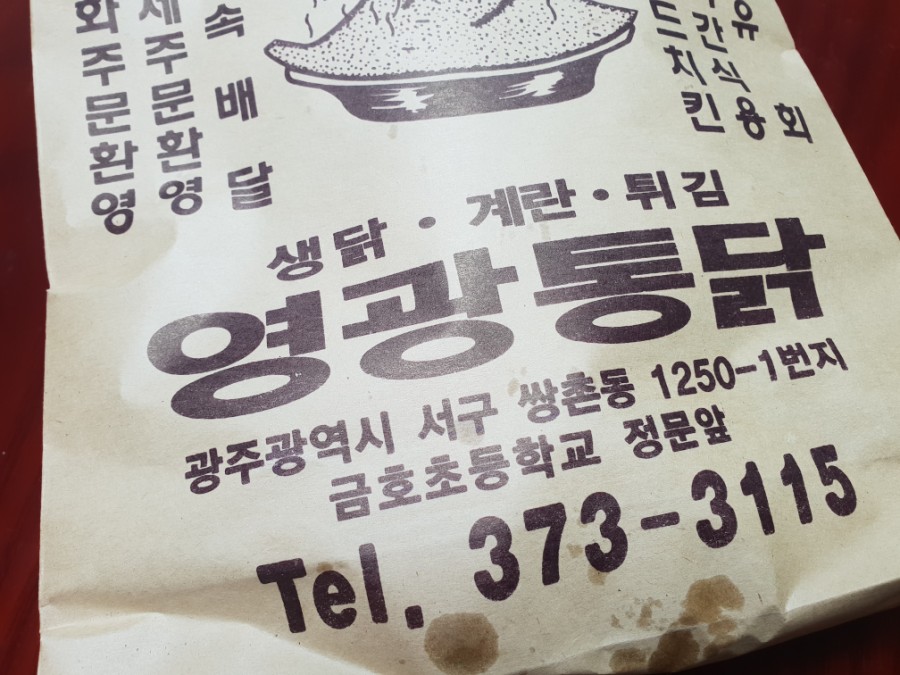 화주문환영
주문환영
속배달
드치킨
간식용
유회
생닭·계란·튀김
영광통닭
광주광역시 서구 쌍촌동 1250-1번지
금호초등학교 정문앞
Tel. 373-3115